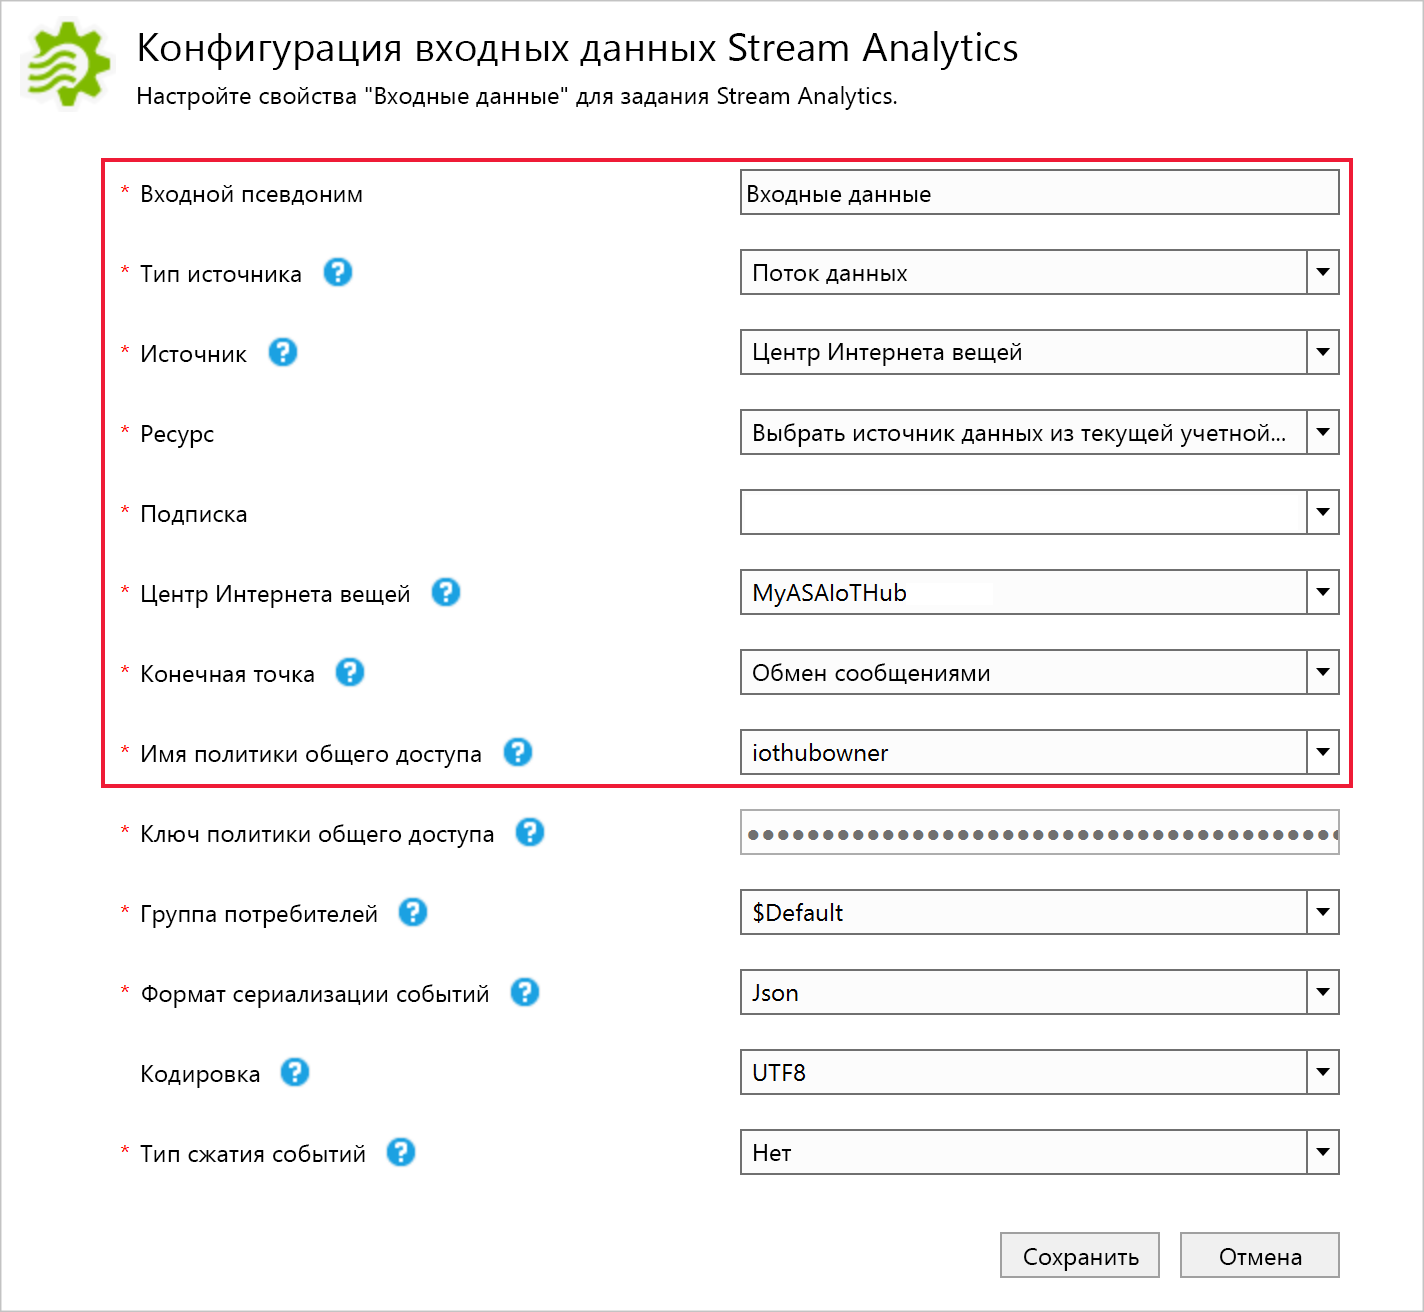 Конфигурация входных данных Stream Analytics
Настройте свойства "Входные данные" для задания Stream Analytics.
* Входной псевдоним Входные данные
* Тип источника ? Поток данных
* Источник ? Центр Интернета вещей
* Ресурс Выбрать источник данных из текущей учетной...
* Подписка
* Центр Интернета вещей ? MyASAIoTHub
* Конечная точка ? Обмен сообщениями
* Имя политики общего доступа ? iothubowner
* Ключ политики общего доступа ? ●●●●●●●●●●●●●●●●●●●●●●●●●●●●●●●●●●●●●●●●
* Группа потребителей ? $Default
* Формат сериализации событий ? Json
Кодировка ? UTF8
* Тип сжатия событий ? Нет
Сохранить Отмена